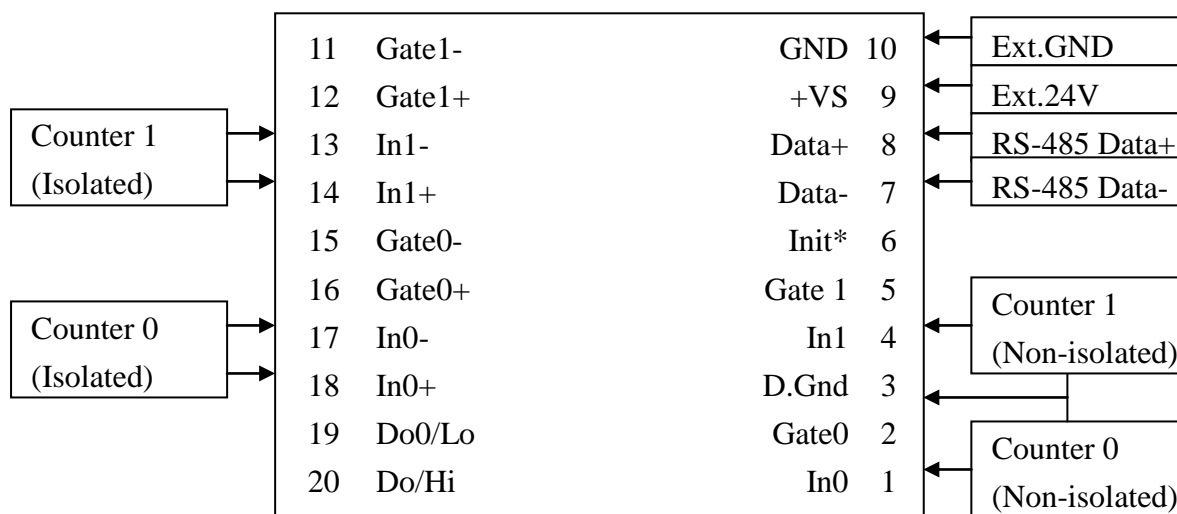 Counter 1
(Isolated)
Counter 0
(Isolated)
11 Gate1-
12 Gate1+
13 In1-
14 In1+
15 Gate0-
16 Gate0+
17 In0-
18 In0+
19 Do0/Lo
20 Do/Hi
GND 10
+VS 9
Data+ 8
Data- 7
Init* 6
Gate 1 5
In1 4
D.Gnd 3
Gate0 2
In0 1
Ext.GND
Ext.24V
RS-485 Data+
RS-485 Data-
Counter 1
(Non-isolated)
Counter 0
(Non-isolated)